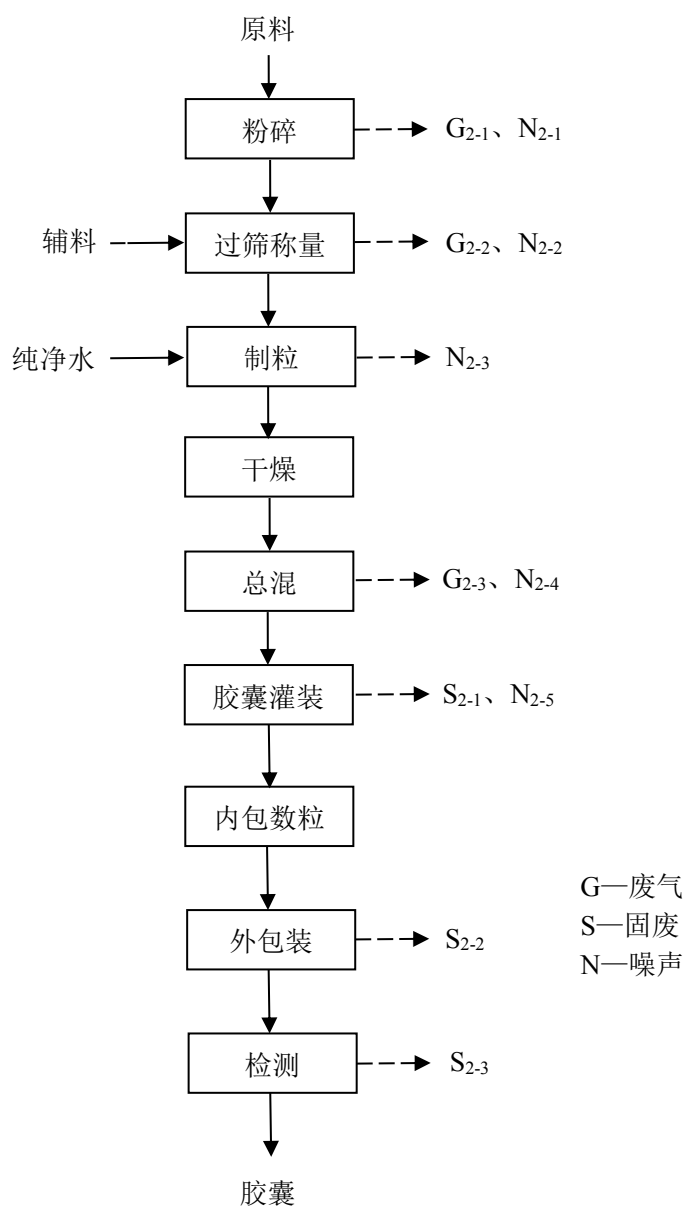 原料
粉碎
G2-1、N2-1
辅料
过筛称量
G2-2、N2-2
纯净水
制粒
N2-3
干燥
总混
G2-3、N2-4
胶囊灌装
S2-1、N2-5
内包数粒
G—废气
外包装
S2-2
S—固废
N—噪声
检测
S2-3
胶囊